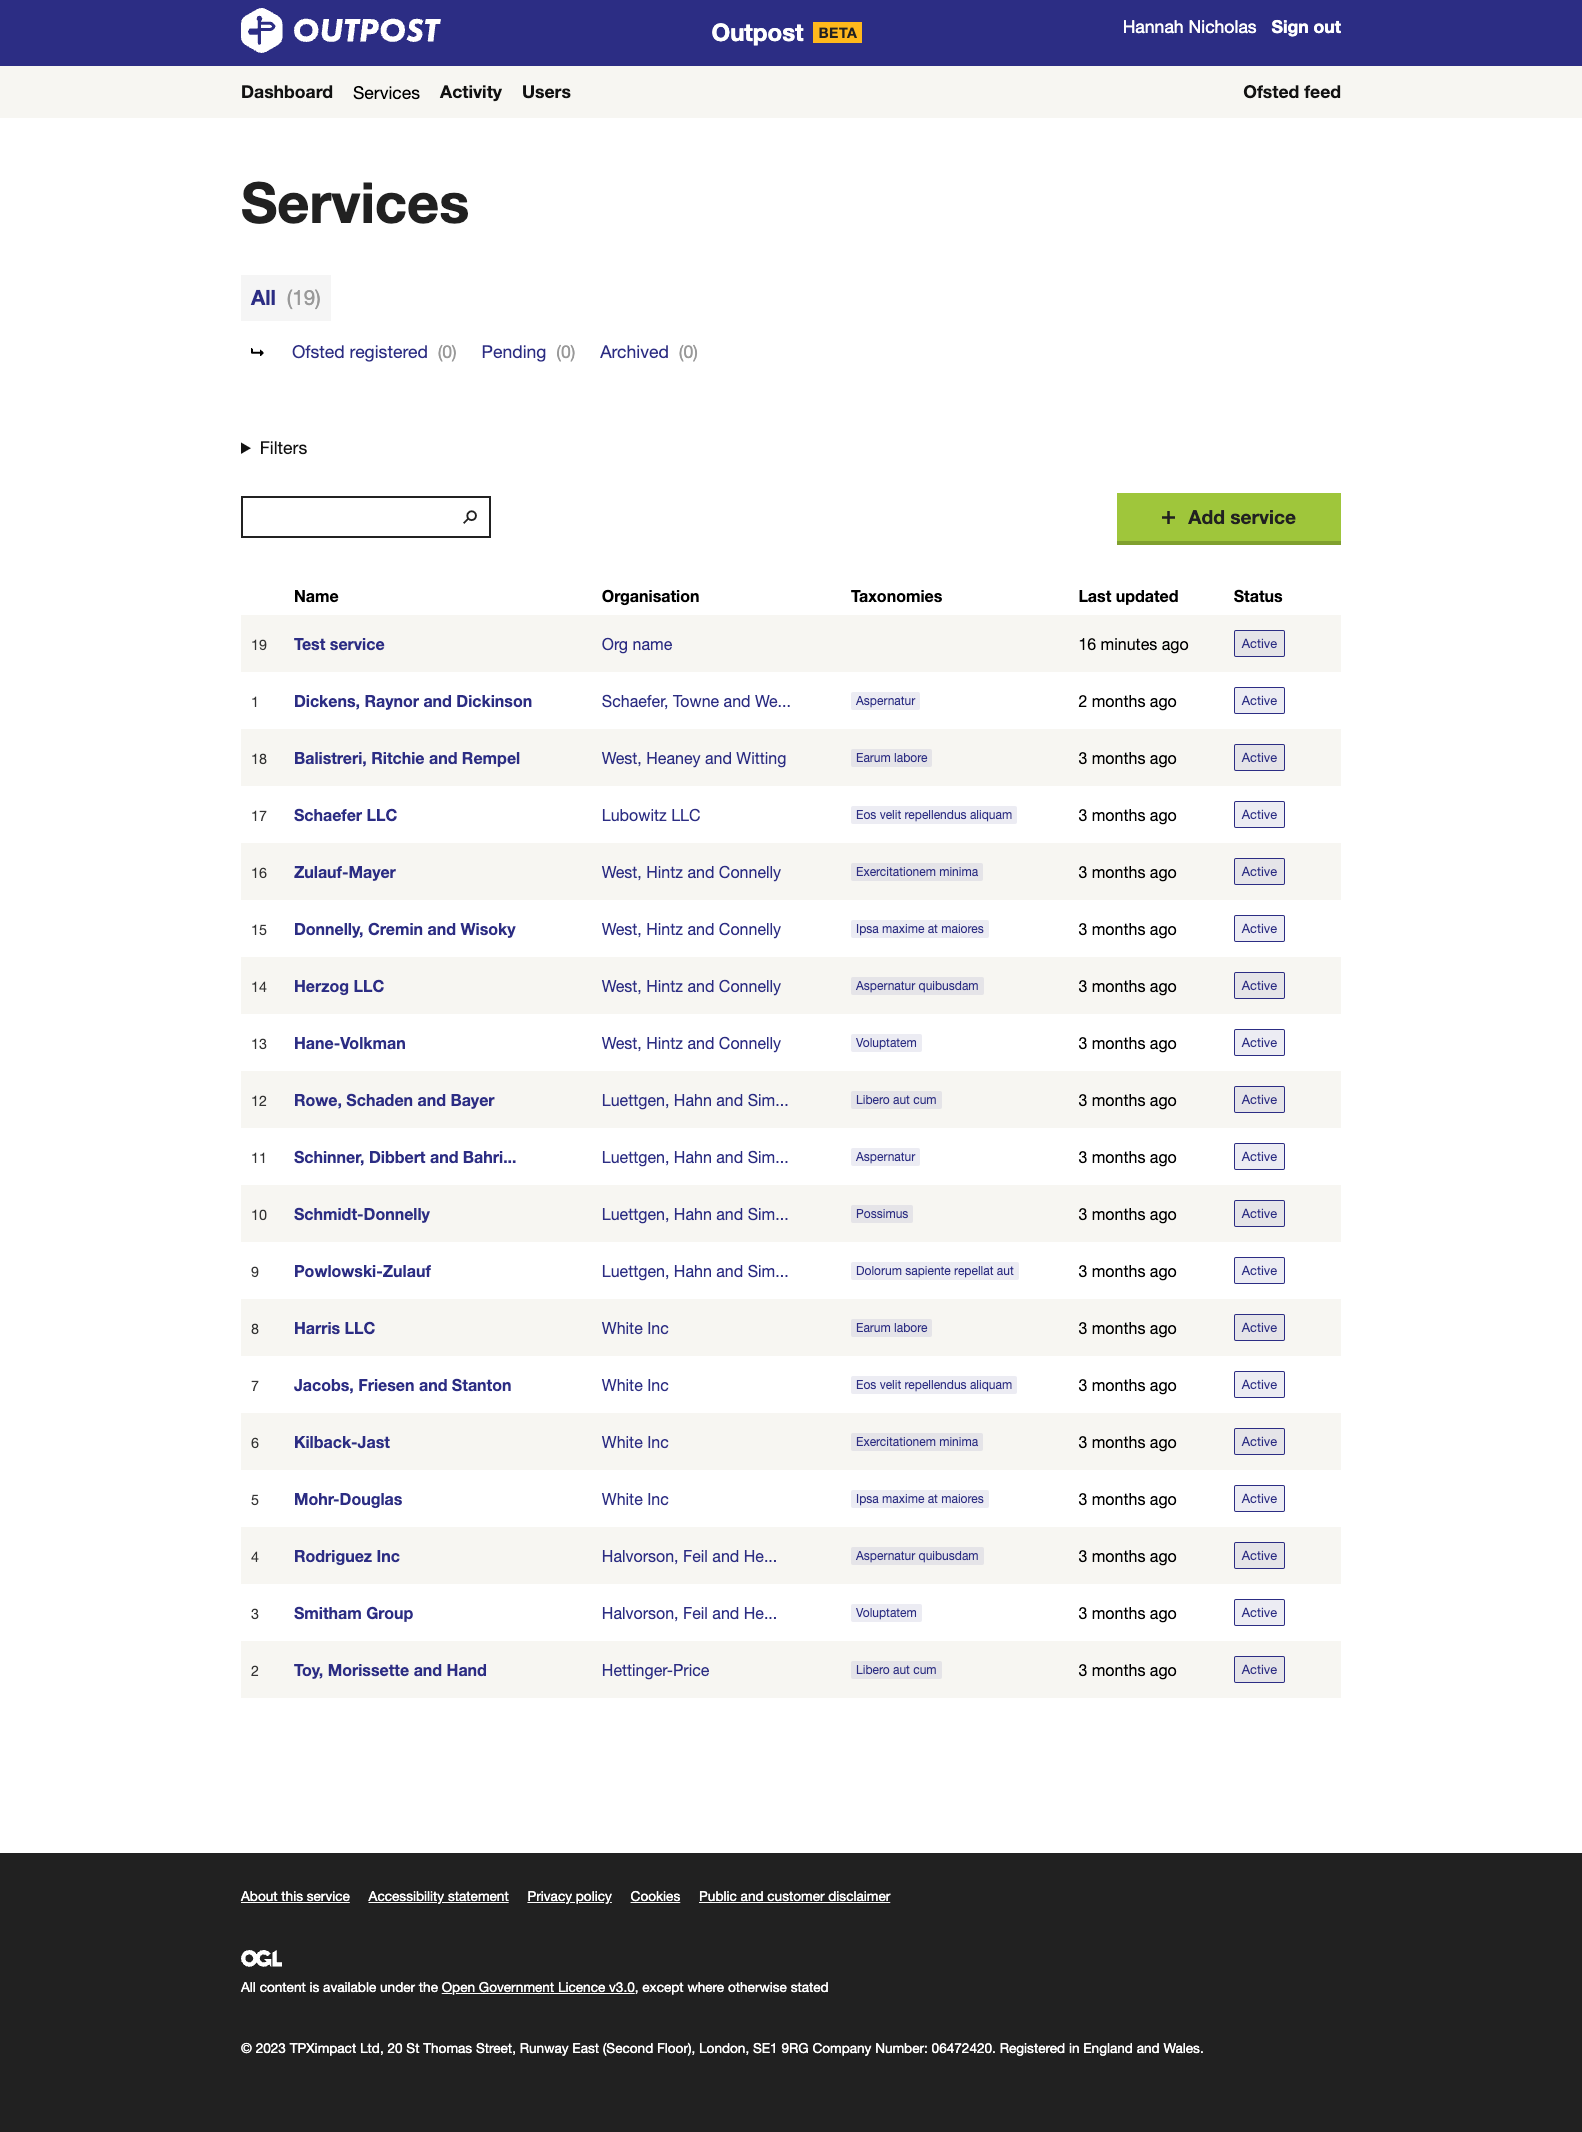 OUTPOST
Outpost BETA
Hannah Nicholas Sign out
Dashboard Services Activity Users Ofsted feed
Services
All (19)
Ofsted registered (0) Pending (0) Archived (0)
Filters
+ Add service
Name Organisation Taxonomies Last updated Status
19 Test service Org name 16 minutes ago Active
1 Dickens, Raynor and Dickinson Schaefer, Towne and We... Aspernatur 2 months ago Active
18 Balistreri, Ritchie and Rempel West, Heaney and Witting Earum labore 3 months ago Active
17 Schaefer LLC Lubowitz LLC Eos velit repellendus aliquam 3 months ago Active
16 Zulauf-Mayer West, Hintz and Connelly Exercitationem minima 3 months ago Active
15 Donnelly, Cremin and Wisoky West, Hintz and Connelly Ipsa maxime at maiores 3 months ago Active
14 Herzog LLC West, Hintz and Connelly Aspernatur quibusdam 3 months ago Active
13 Hane-Volkman West, Hintz and Connelly Voluptatem 3 months ago Active
12 Rowe, Schaden and Bayer Luettgen, Hahn and Sim... Libero aut cum 3 months ago Active
11 Schinner, Dibbert and Bahri... Luettgen, Hahn and Sim... Aspernatur 3 months ago Active
10 Schmidt-Donnelly Luettgen, Hahn and Sim... Possimus 3 months ago Active
9 Powlowski-Zulauf Luettgen, Hahn and Sim... Dolorum sapiente repellat aut 3 months ago Active
8 Harris LLC White Inc Earum labore 3 months ago Active
7 Jacobs, Friesen and Stanton White Inc Eos velit repellendus aliquam 3 months ago Active
6 Kilback-Jast White Inc Exercitationem minima 3 months ago Active
5 Mohr-Douglas White Inc Ipsa maxime at maiores 3 months ago Active
4 Rodriguez Inc Halvorson, Feil and He... Aspernatur quibusdam 3 months ago Active
3 Smitham Group Halvorson, Feil and He... Voluptatem 3 months ago Active
2 Toy, Morissette and Hand Hettinger-Price Libero aut cum 3 months ago Active
About this service Accessibility statement Privacy policy Cookies Public and customer disclaimer
OGL
All content is available under the Open Government Licence v3.0, except where otherwise stated
© 2023 TPXimpact Ltd, 20 St Thomas Street, Runway East (Second Floor), London, SE1 9RG Company Number: 06472420. Registered in England and Wales.